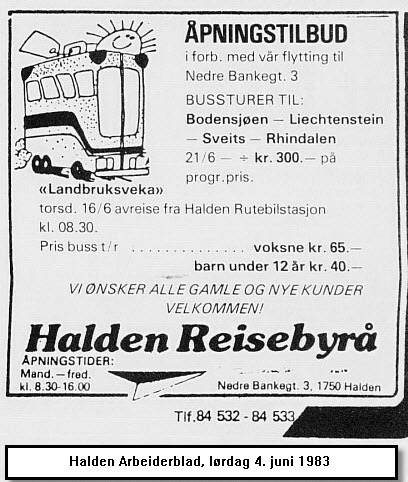 ÅPNINGSTILBUD
i forb. med vår flytting til
Nedre Bankegt. 3
BUSSTURER TIL:
Bodensjøen – Liechtenstein
– Sveits – Rhindalen
21/6 – ÷ kr. 300.– på
progr.pris.
«Landbruksveka»
torsd. 16/6 avreise fra Halden Rutebilstasjon
kl. 08.30.
Pris buss t/r . . . . . . . . . . . . . voksne kr. 65.—
barn under 12 år kr. 40.—
VI ØNSKER ALLE GAMLE OG NYE KUNDER
VELKOMMEN!
Halden Reisebyrå
ÅPNINGSTIDER:
Mand.—fred.
kl. 8.30-16.00
Nedre Bankegt. 3, 1750 Halden
Tlf. 84 532 - 84 533
Halden Arbeiderblad, lørdag 4. juni 1983